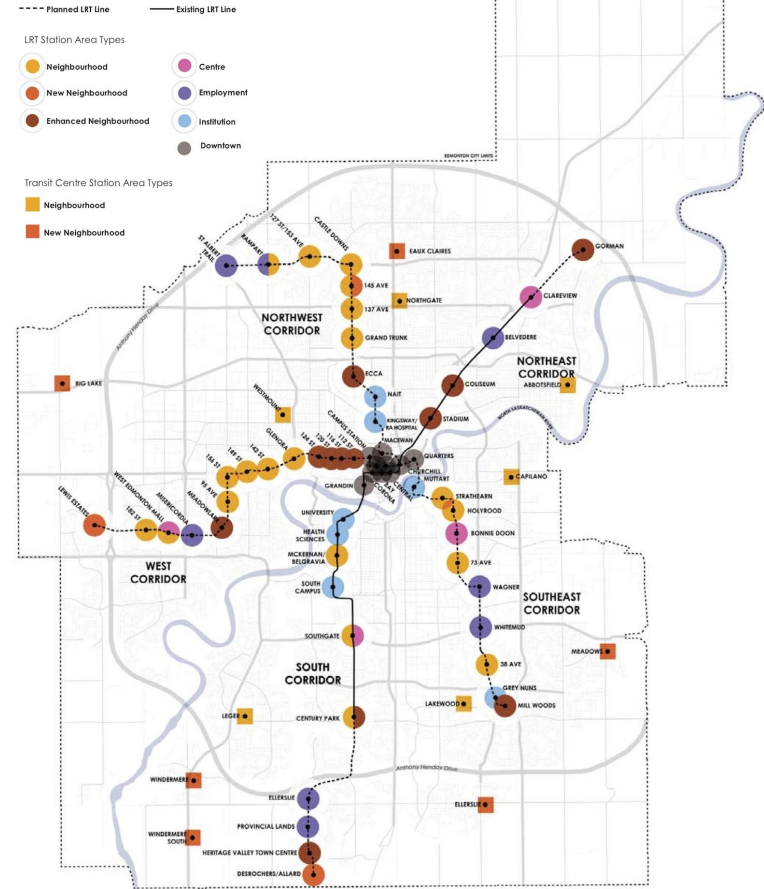 Planned LRT Line
Existing LRT Line
LRT Station Area Types
Neighbourhood
Centre
New Neighbourhood
Employment
Enhanced Neighbourhood
Institution
Downtown
Transit Centre Station Area Types
Neighbourhood
New Neighbourhood
EDMONTON CITY LIMITS
ST ALBERT
TRAIL
RAMPART
127 ST/153 AVE
CASTLE DOWNS
EAUX CLAIRES
GORMAN
145 AVE
CLAREVIEW
NORTHGATE
137 AVE
Anthony Henday Drive
NORTHWEST
CORRIDOR
GRAND TRUNK
BELVEDERE
NORTHEAST
CORRIDOR
ECCA
BIG LAKE
COLISEUM
ABBOTSFIELD
NAIT
WESTMOUNT
KINGSWAY/
RA HOSPITAL
STADIUM
NORTH SASKATCHEWAN RIVER
CAMPUS STATION
MACEWAN
124 ST
120 ST
116 ST
112 ST
GLENORA
142 ST
149 ST
156 ST
QUARTERS
CHURCHILL
CENTRAL
BAY
CORONA
GRANDIN
MUTTART
CAPILANO
95 AVE
MEADOWLARK
STRATHEARN
HOLYROOD
LEWIS ESTATES
182 ST
WEST EDMONTON MALL
MISERICORDIA
UNIVERSITY
HEALTH
SCIENCES
BONNIE DOON
MCKERNAN/
BELGRAVIA
73 AVE
WEST
CORRIDOR
SOUTH
CAMPUS
WAGNER
SOUTHEAST
CORRIDOR
WHITEMUD
SOUTHGATE
MEADOWS
38 AVE
SOUTH
CORRIDOR
GREY NUNS
LAKEWOOD
MILL WOODS
LEGER
CENTURY PARK
Anthony Henday Drive
WINDERMERE
ELLERSLIE
ELLERSLIE
PROVINCIAL LANDS
WINDERMERE
SOUTH
HERITAGE VALLEY TOWN CENTRE
DESROCHERS/ALLARD